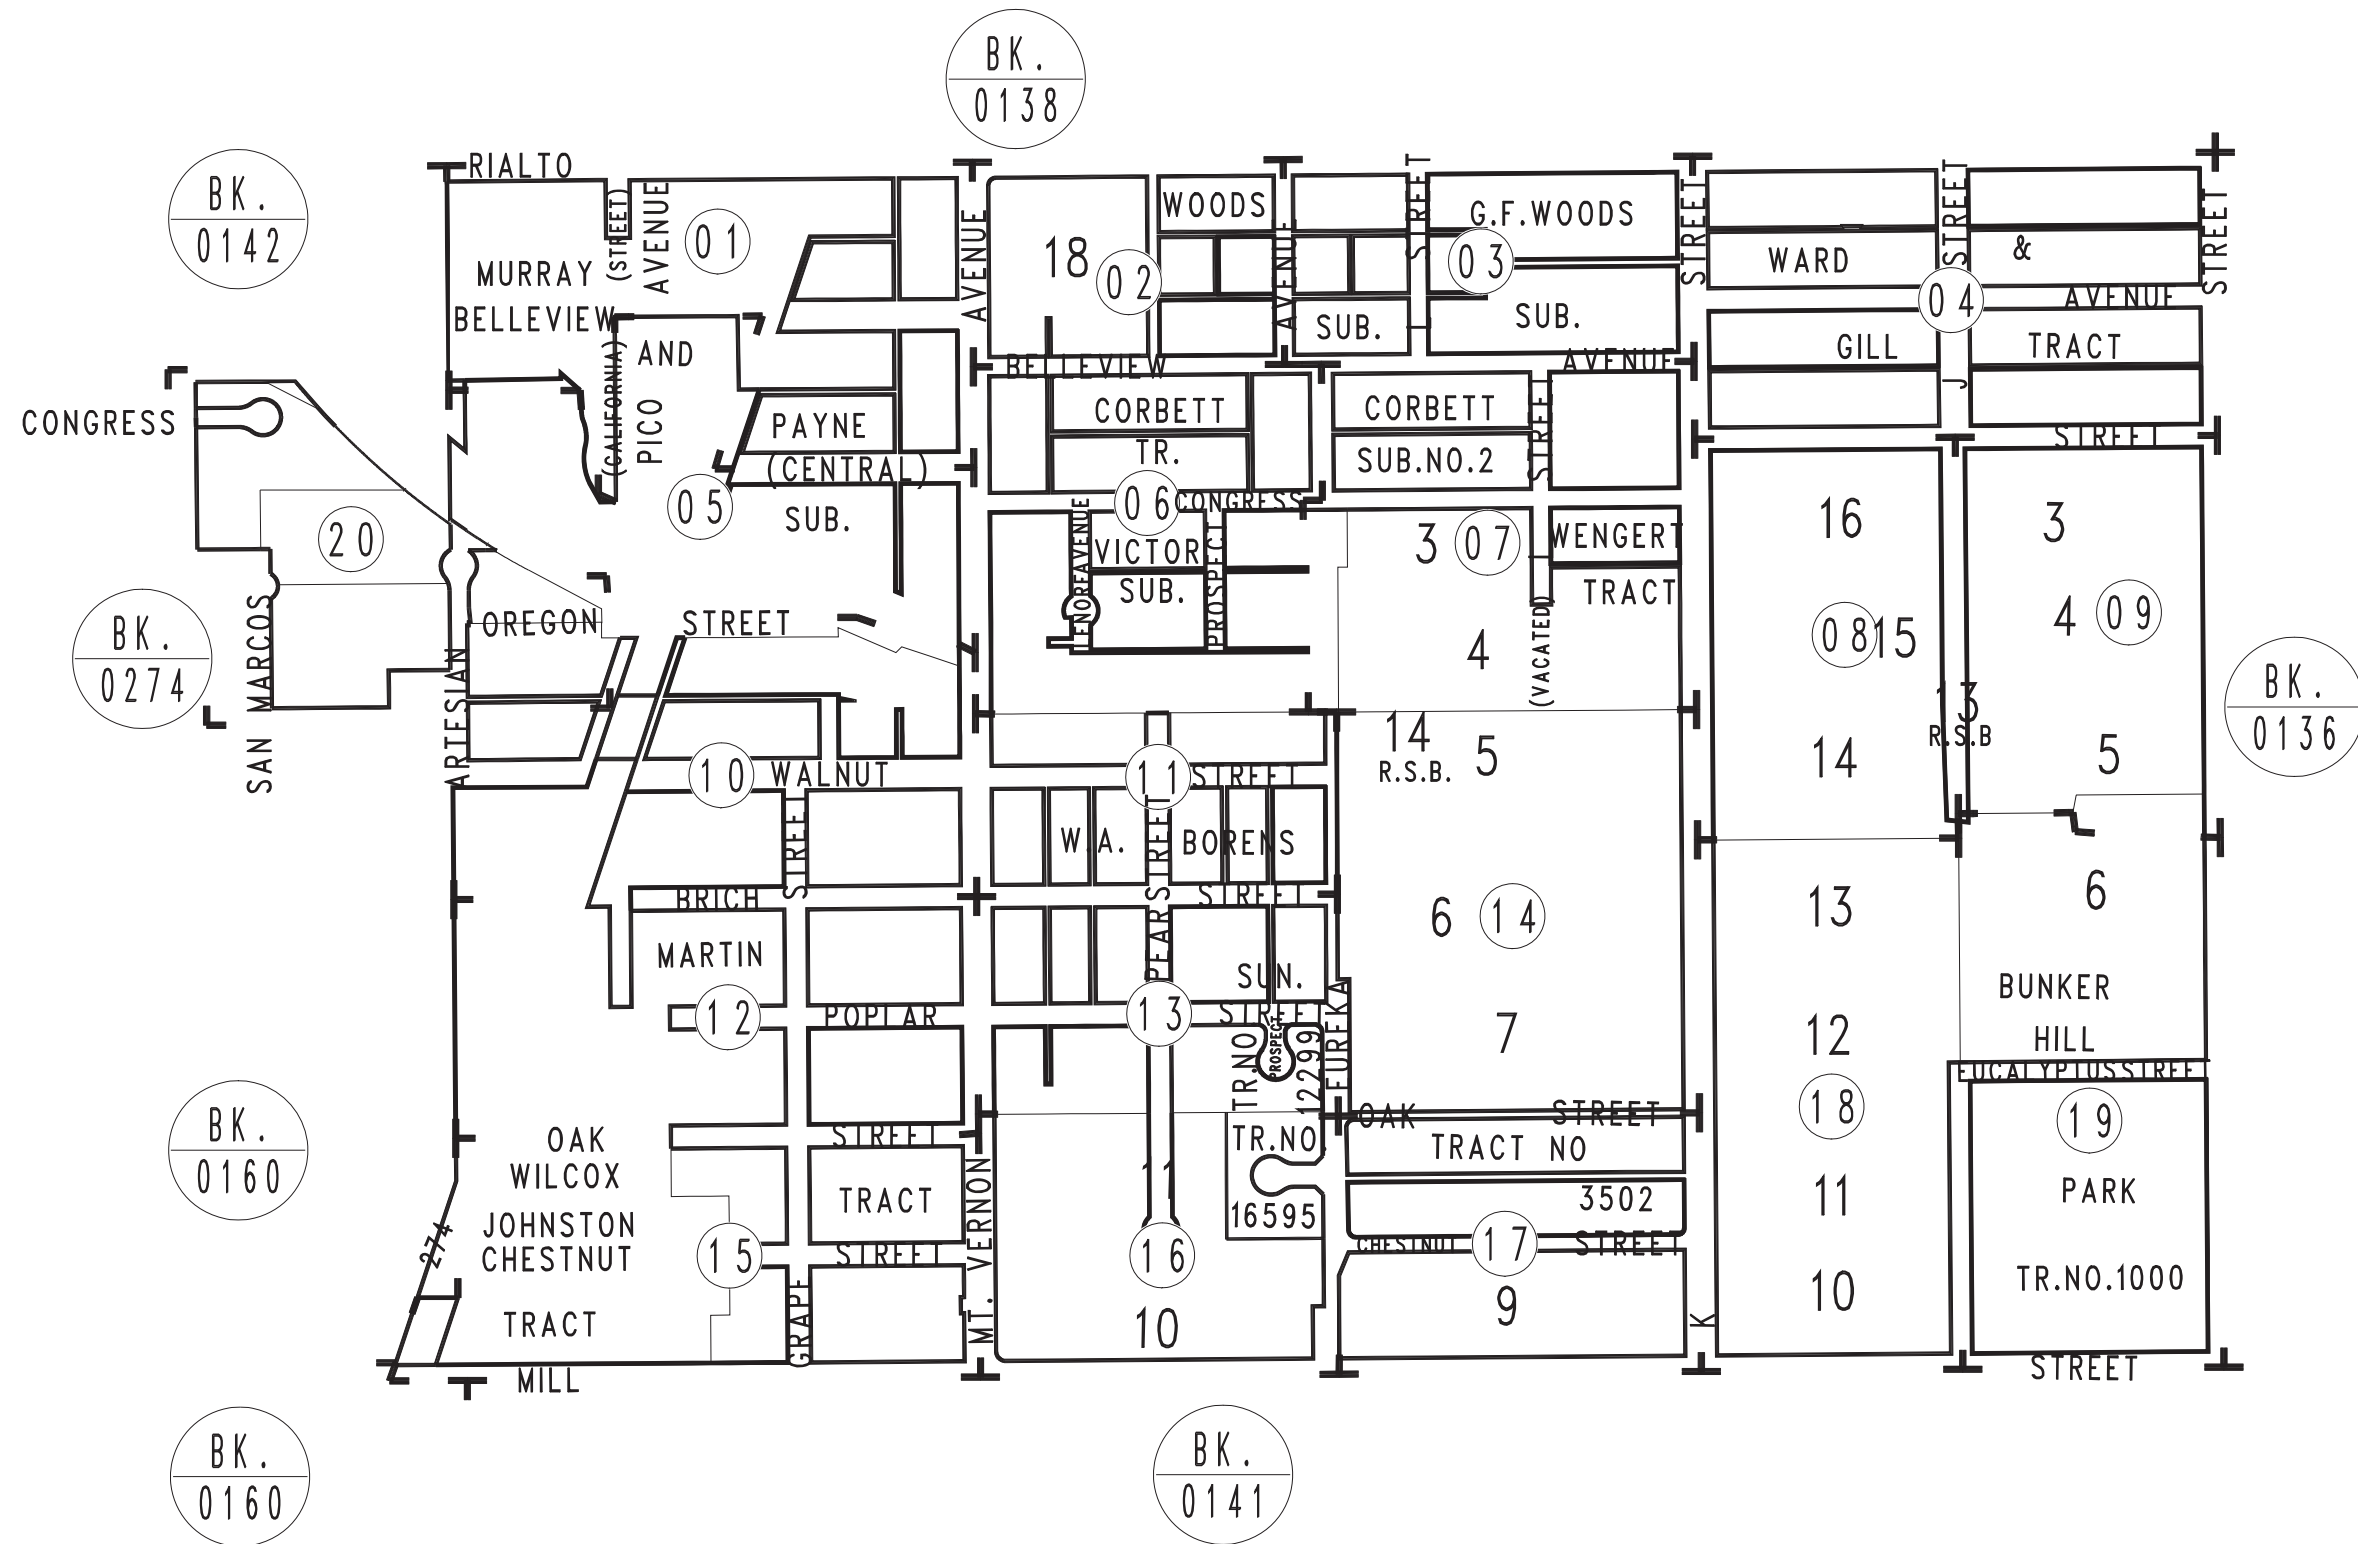 BK.
0138
BK.
0142
RIALTO
(STREET)
AVENUE
01
MURRAY
BELLEVIEW
AVENUE
18
02
WOODS
AVENUE
STREET
G.F.WOODS
03
SUB.
SUB.
STREET
WARD
STREET
&
STREET
04
AVENUE
GILL
TRACT
J
STREET
CONGRESS
(CALIFORNIA)
AND
PICO
PAYNE
(CENTRAL)
05
SUB.
BELLEVIEW
AVENUE
CORBETT
TR.
CORBETT
SUB.NO.2
STREET
06
CONGRESS
LENORE AVENUE
VICTOR
SUB.
PROSPECT
3
07
WENGERT
TRACT
4
(VACATED)
16
3
08
15
4
09
13
R.S.B
14
5
20
BK.
0274
SAN MARCOS
OREGON
STREET
ARTESIAN
BK.
0136
14
R.S.B.
5
10
WALNUT
11
STREET
STREET
W.A.
STREET
BORENS
BRICH
STREET
MARTIN
PEAR
SUN.
6
14
13
6
12
POPLAR
13
STREET
TR.NO
PROSPECT
12299
EUREKA
7
12
BUNKER
HILL
EUCALYPTUS STREET
18
19
BK.
0160
OAK
WILCOX
JOHNSTON
CHESTNUT
TRACT
274
STREET
TRACT
15
STREET
GRAPE
MT. VERNON
11
TR.NO
16595
16
10
OAK
STREET
TRACT NO
3502
CHESTNUT
17
STREET
9
K
11
10
PARK
TR.NO.1000
MILL
STREET
BK.
0160
BK.
0141